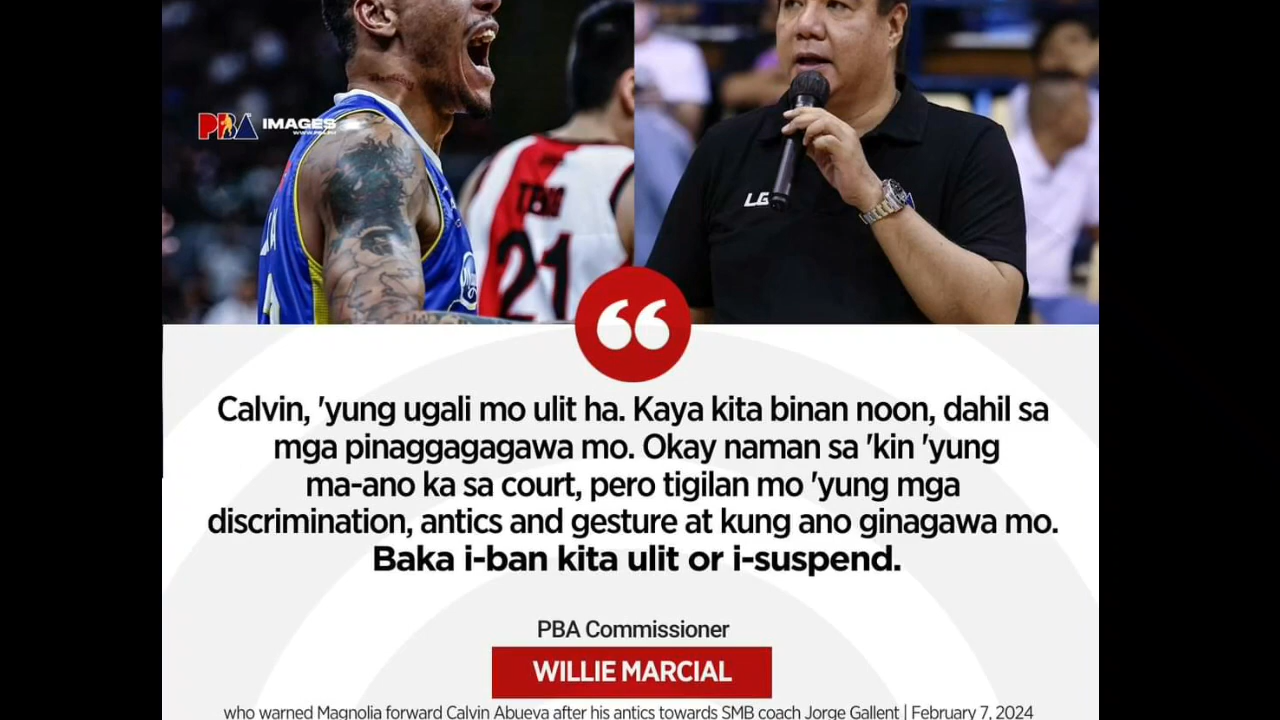 PBA IMAGES
WWW.PBA.PH
TENG
21
LG
Calvin, 'yung ugali mo ulit ha. Kaya kita binan noon, dahil sa
mga pinaggagagawa mo. Okay naman sa 'kin 'yung
ma-ano ka sa court, pero tigilan mo 'yung mga
discrimination, antics and gesture at kung ano ginagawa mo.
Baka i-ban kita ulit or i-suspend.
PBA Commissioner
WILLIE MARCIAL
who warned Magnolia forward Calvin Abueva after his antics towards SMB coach Jorge Gallent | February 7, 2024